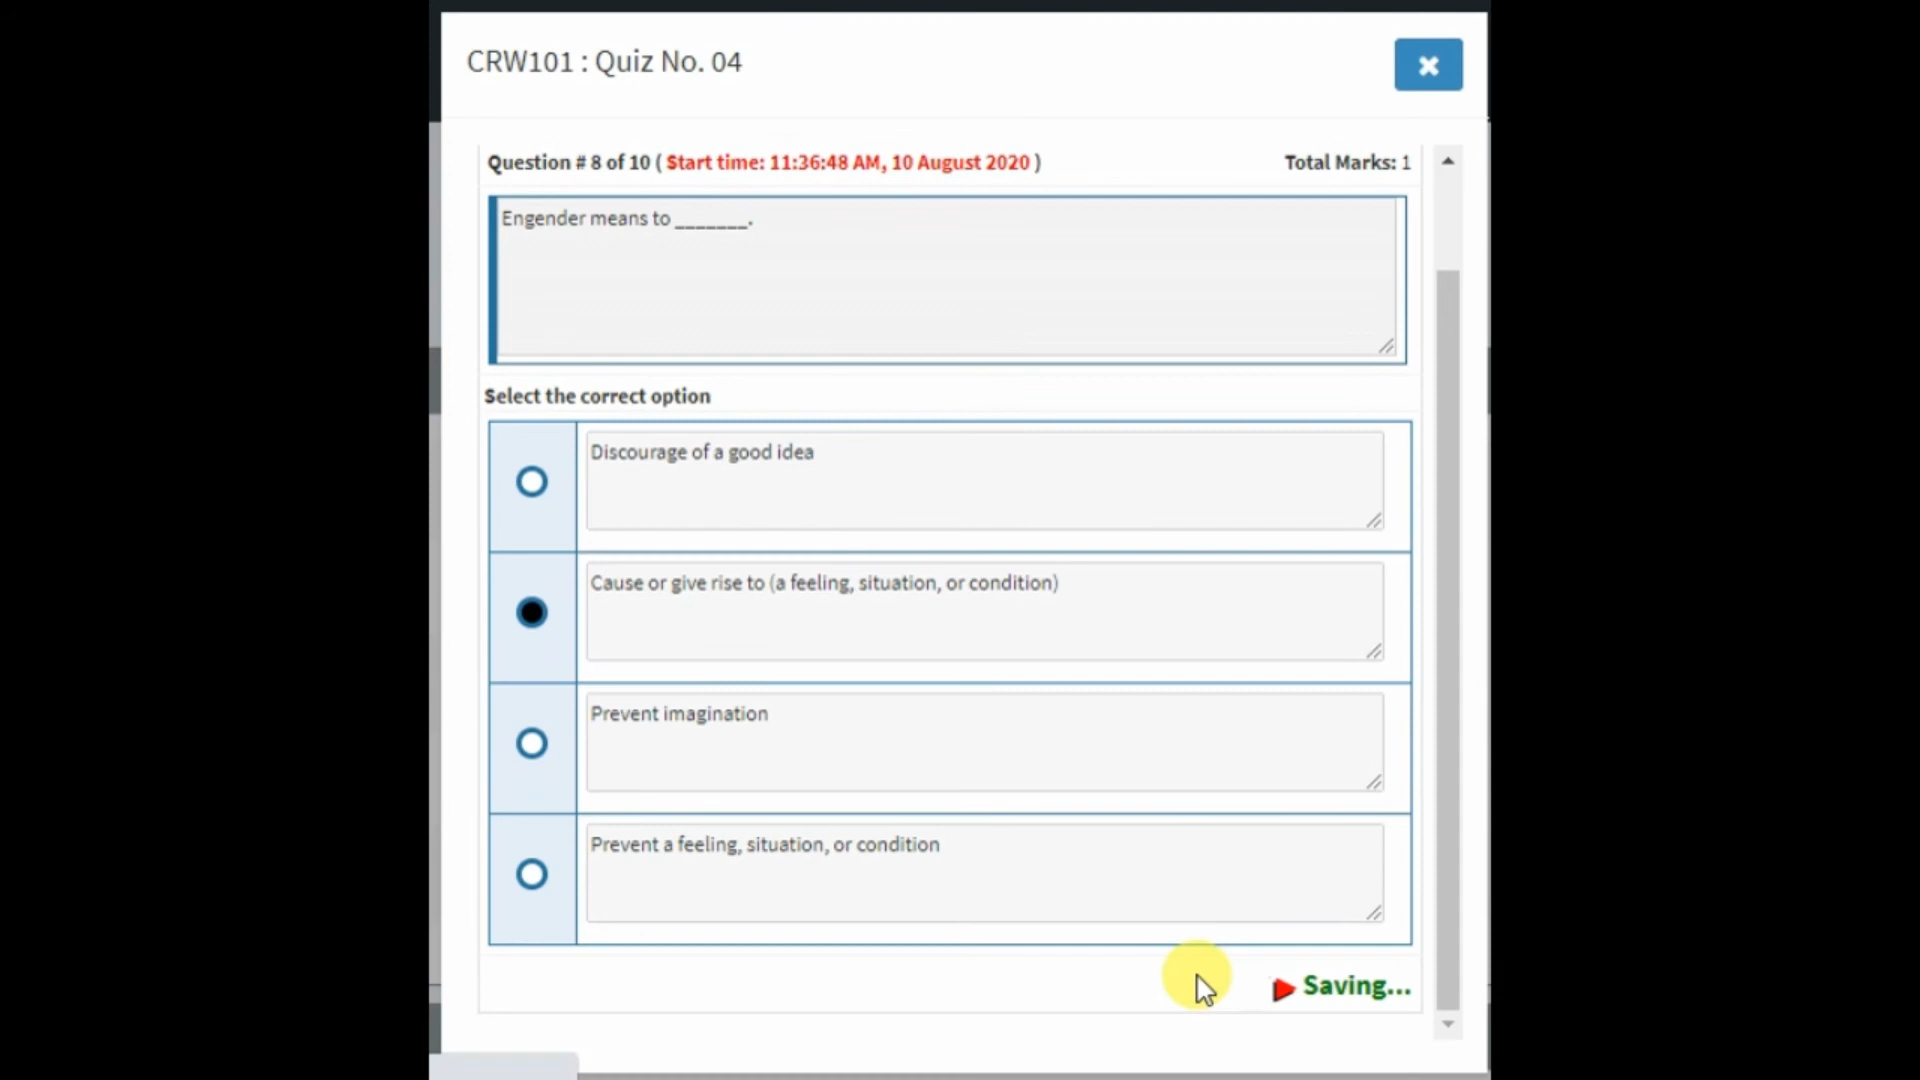 CRW101 : Quiz No. 04
Question # 8 of 10 ( Start time: 11:36:48 AM, 10 August 2020 ) Total Marks: 1
Engender means to _______.
Select the correct option
Discourage of a good idea
Cause or give rise to (a feeling, situation, or condition)
Prevent imagination
Prevent a feeling, situation, or condition
Saving...